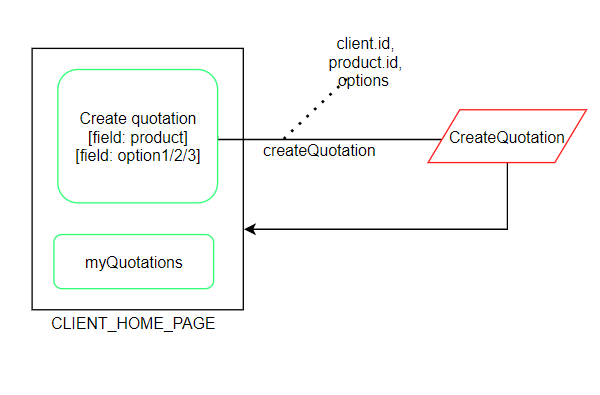 client.id,
product.id,
options
Create quotation
[field: product]
[field: option1/2/3]
createQuotation
CreateQuotation
myQuotations
CLIENT_HOME_PAGE